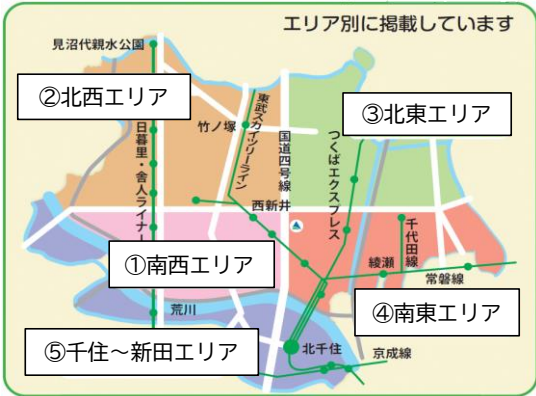 エリア別に掲載しています
見沼代親水公園
②北西エリア
③北東エリア
竹ノ塚
東武スカイツリーライン
国道四号線
つくばエクスプレス
日暮里・舎人ライナ
西新井
千代田線
①南西エリア
綾瀬
常磐線
荒川
④南東エリア
⑤千住~新田エリア
北千住
京成線